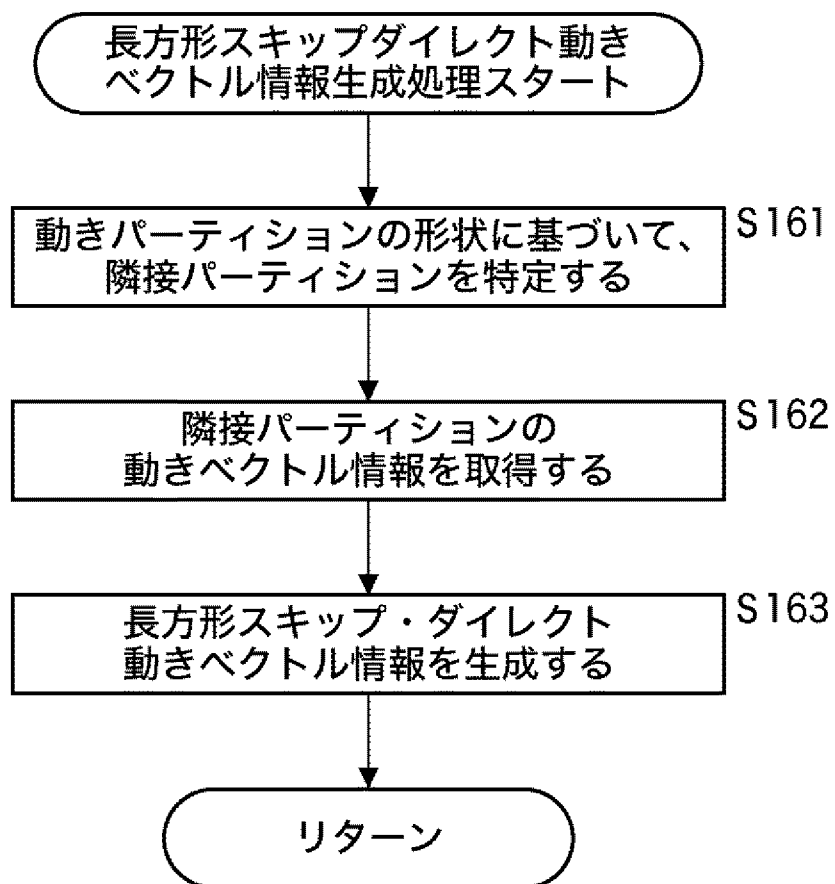 長方形スキップダイレクト動き
ベクトル情報生成処理スタート
動きパーティションの形状に基づいて、
隣接パーティションを特定する
S161
隣接パーティションの
動きベクトル情報を取得する
S162
長方形スキップ・ダイレクト
動きベクトル情報を生成する
S163
リターン